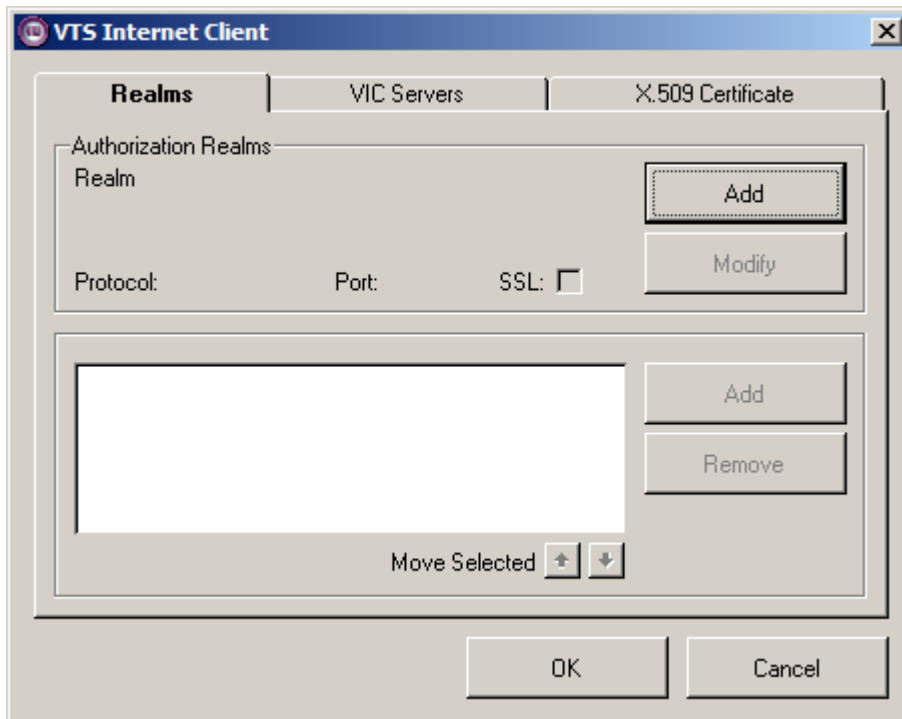 VTS Internet Client
Realms VIC Servers X.509 Certificate
Authorization Realms
Realm
Add
Modify
Protocol: Port: SSL:
Add
Remove
Move Selected
OK Cancel